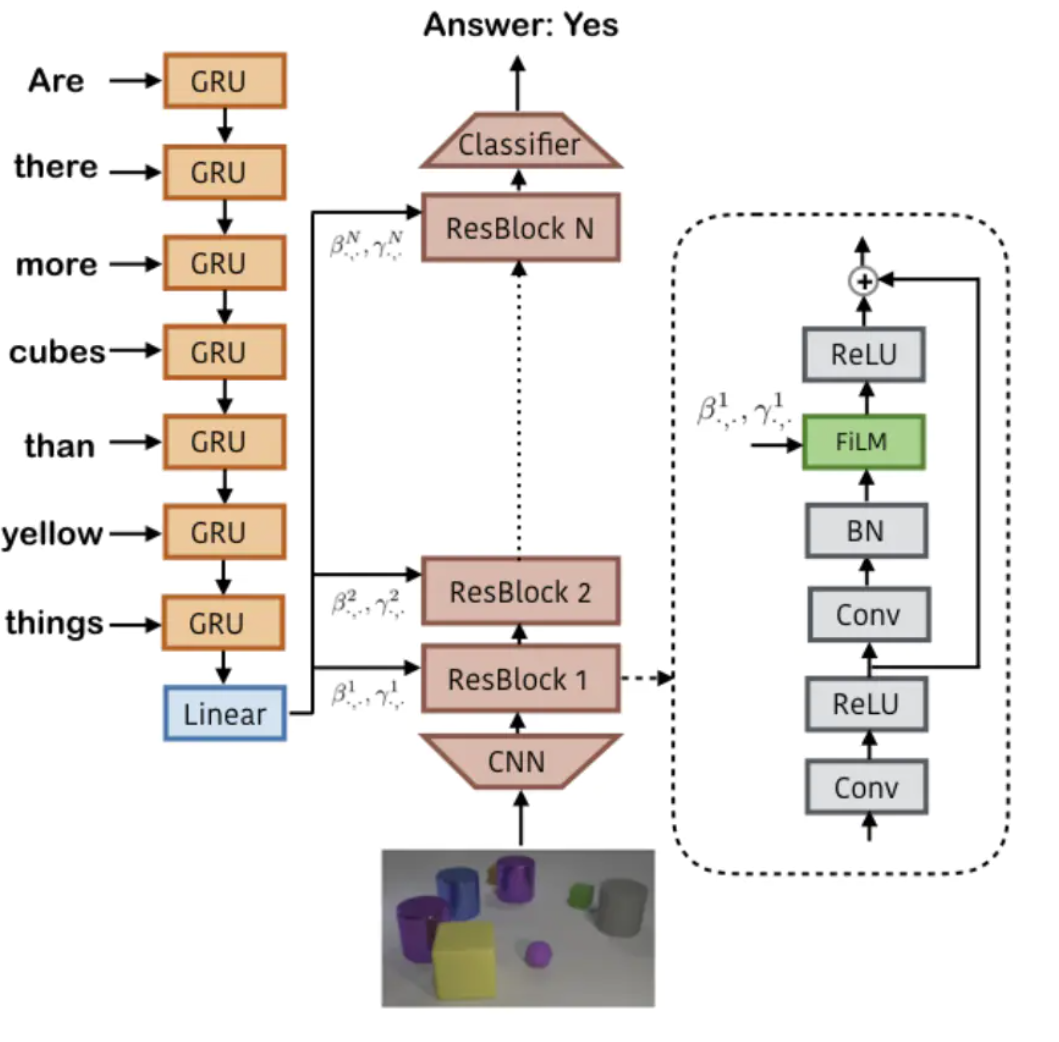 Answer: Yes
Are
GRU
there
GRU
more
GRU
cubes
GRU
than
GRU
yellow
GRU
things
GRU
Linear
Classifier
ResBlock N
β^N_{·,·}, γ^N_{·,·}
ResBlock 2
β^2_{·,·}, γ^2_{·,·}
ResBlock 1
β^1_{·,·}, γ^1_{·,·}
CNN
+
ReLU
β^1_{·,·}, γ^1_{·,·}
FiLM
BN
Conv
ReLU
Conv